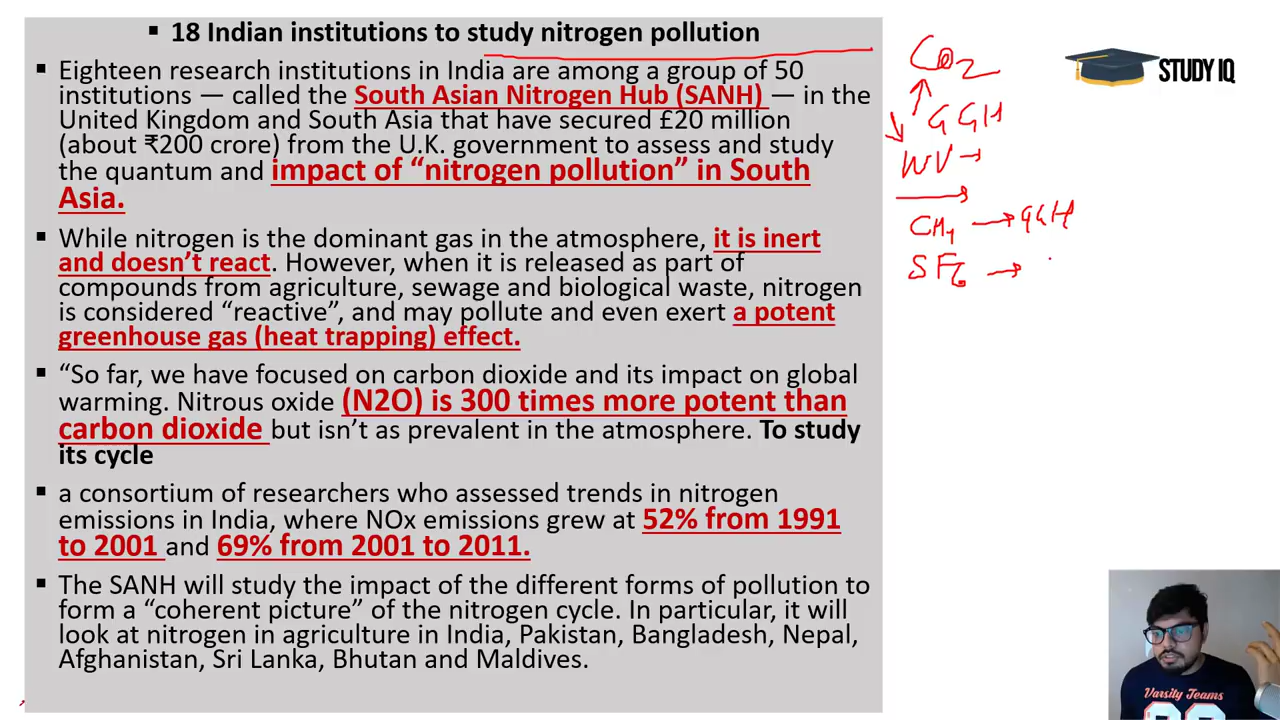 ▪ 18 Indian institutions to study nitrogen pollution
▪ Eighteen research institutions in India are among a group of 50
institutions — called the South Asian Nitrogen Hub (SANH) — in the
United Kingdom and South Asia that have secured £20 million
(about ₹200 crore) from the U.K. government to assess and study
the quantum and impact of “nitrogen pollution” in South
Asia.
▪ While nitrogen is the dominant gas in the atmosphere, it is inert
and doesn’t react. However, when it is released as part of
compounds from agriculture, sewage and biological waste, nitrogen
is considered “reactive”, and may pollute and even exert a potent
greenhouse gas (heat trapping) effect.
▪ “So far, we have focused on carbon dioxide and its impact on global
warming. Nitrous oxide (N2O) is 300 times more potent than
carbon dioxide but isn’t as prevalent in the atmosphere. To study
its cycle
▪ a consortium of researchers who assessed trends in nitrogen
emissions in India, where NOx emissions grew at 52% from 1991
to 2001 and 69% from 2001 to 2011.
▪ The SANH will study the impact of the different forms of pollution to
form a “coherent picture” of the nitrogen cycle. In particular, it will
look at nitrogen in agriculture in India, Pakistan, Bangladesh, Nepal,
Afghanistan, Sri Lanka, Bhutan and Maldives.
CO2
GGH
WV →
CH4 → GGH
SF6 →
STUDY IQ
Varsity Teams